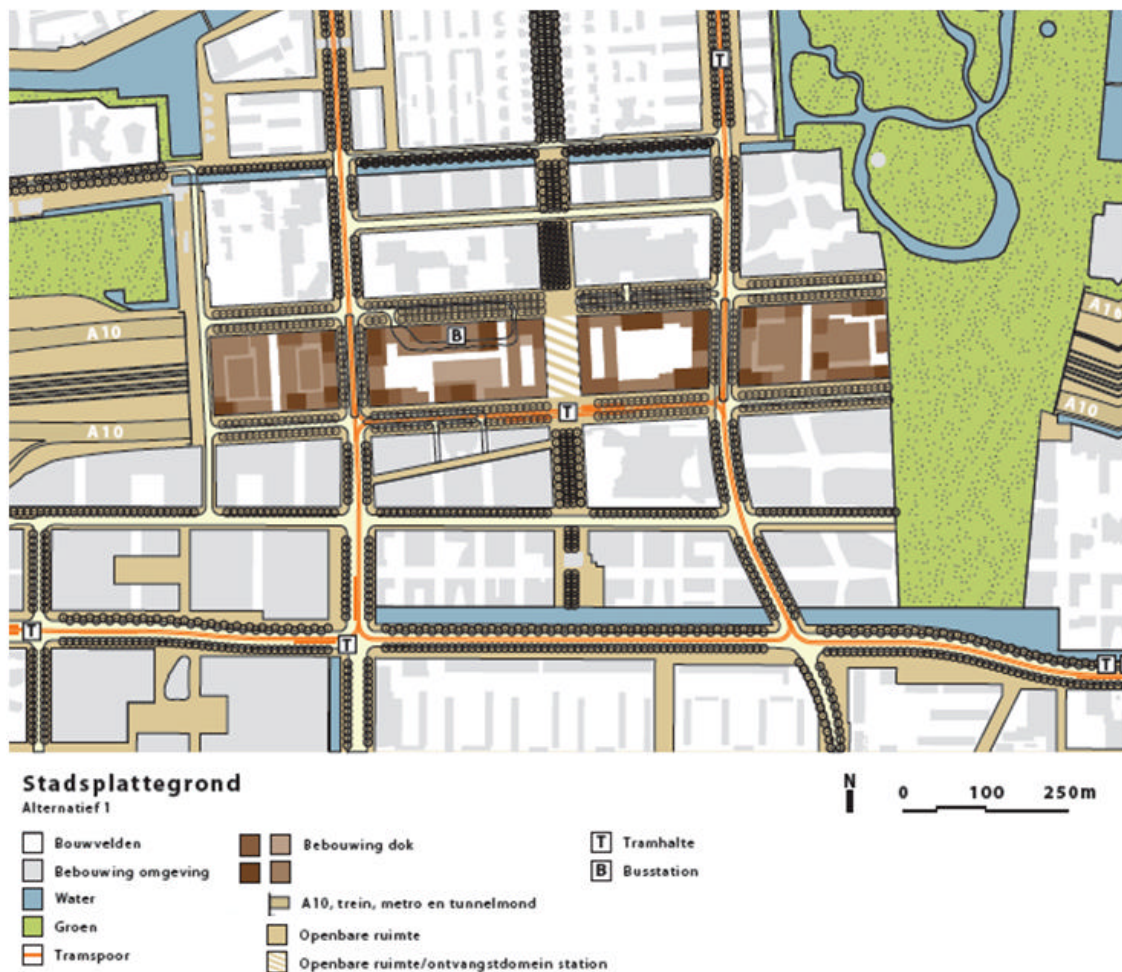 T
A10
B
A10
A10
T
A10
T
T
T
Stadsplattegrond
Alternatief 1
N
0 100 250m
Bouwvelden
Bebouwing omgeving
Water
Groen
Tramspoor
Bebouwing dok
A10, trein, metro en tunnelmond
Openbare ruimte
Openbare ruimte/ontvangstdomein station
T Tramhalte
B Busstation